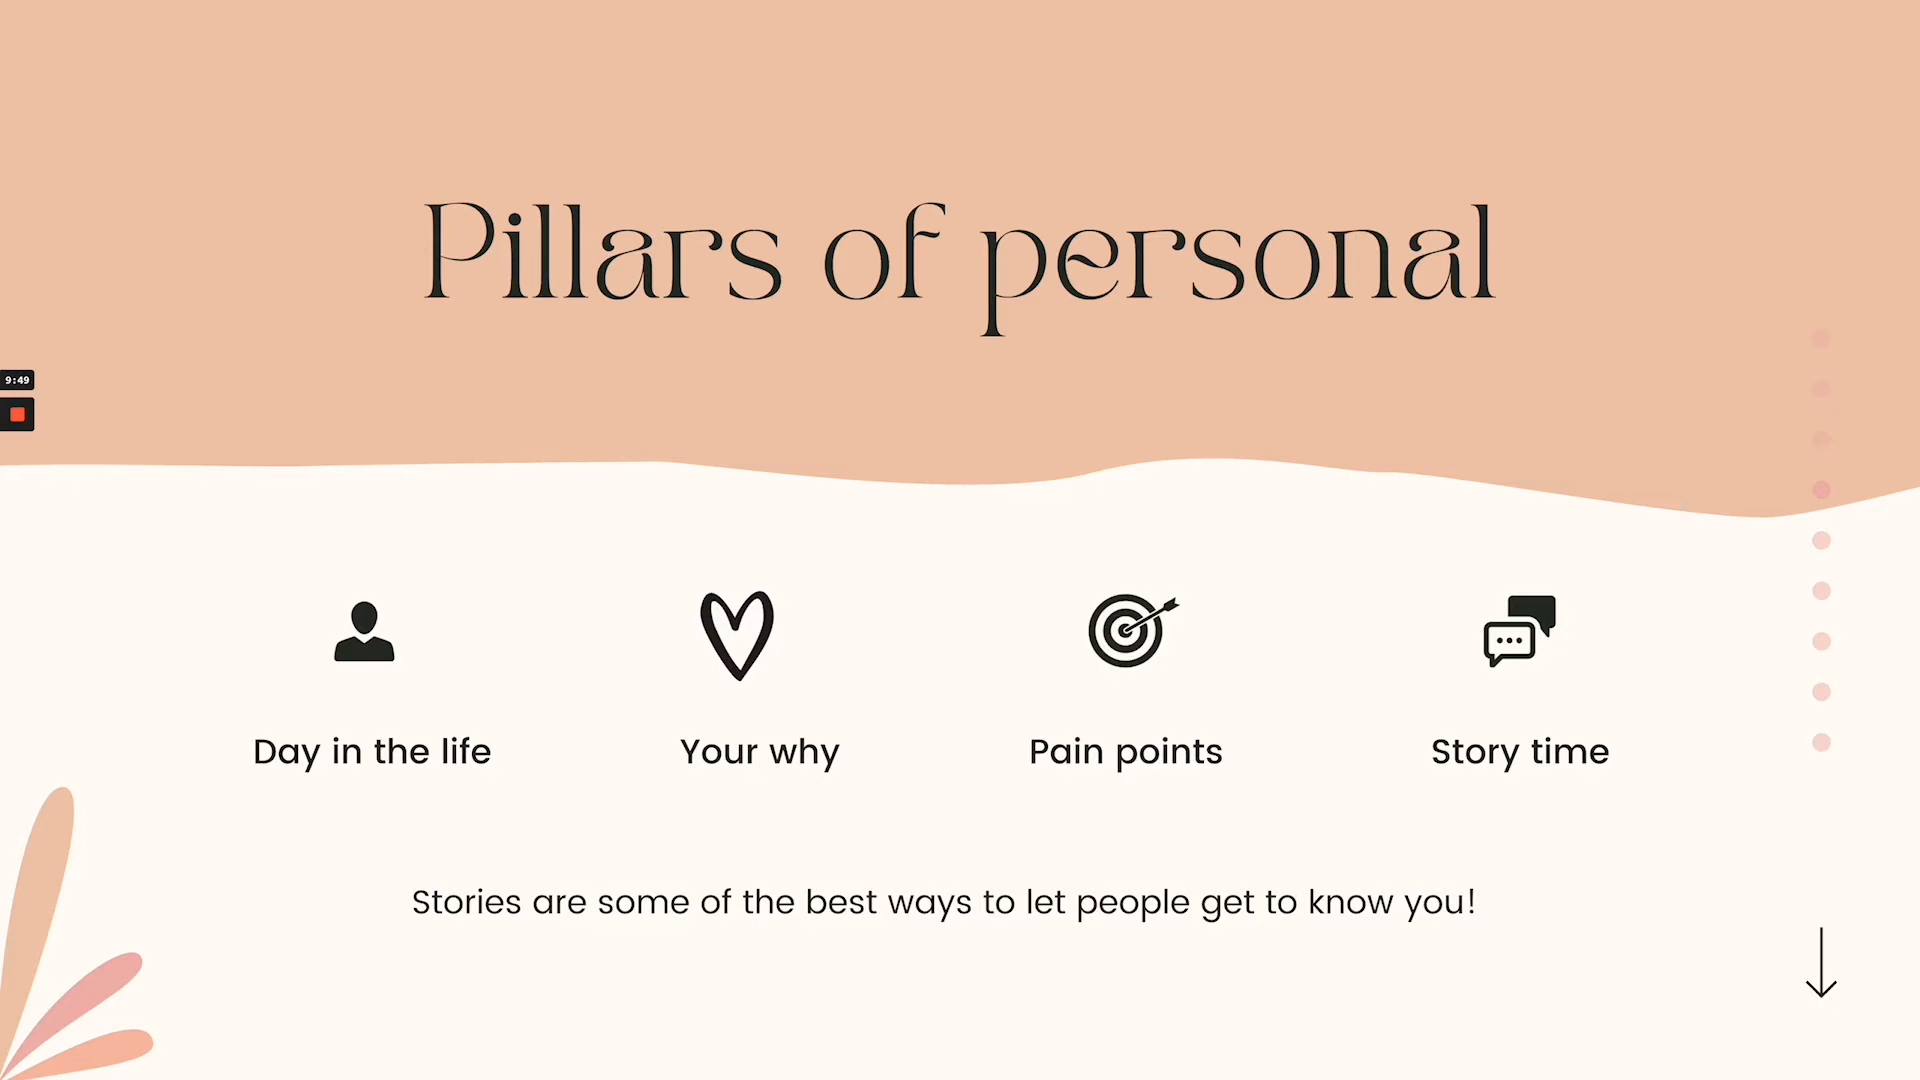 Pillars of personal
9:49
Day in the life
Your why
Pain points
Story time
Stories are some of the best ways to let people get to know you!